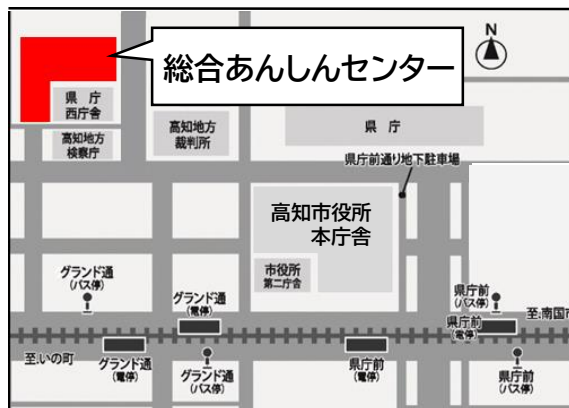 総合あんしんセンター
N
県 庁
西庁舎
高知地方
検察庁
高知地方
裁判所
県 庁
県庁前通り地下駐車場
高知市役所
本庁舎
市役所
第二庁舎
グランド通
(バス停)
グランド通
(電停)
県庁前
(バス停)
県庁前
(電停)
至.南国市
至.いの町
グランド通
(電停)
グランド通
(バス停)
県庁前
(電停)
県庁前
(バス停)